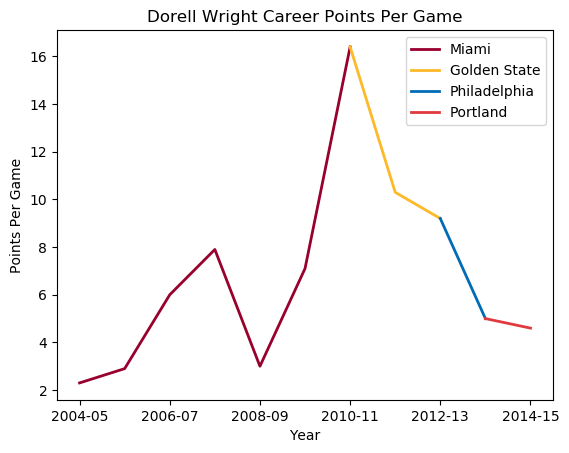 Dorell Wright Career Points Per Game
Miami
Golden State
Philadelphia
Portland
Points Per Game
16
14
12
10
8
6
4
2
2004-05 2006-07 2008-09 2010-11 2012-13 2014-15
Year